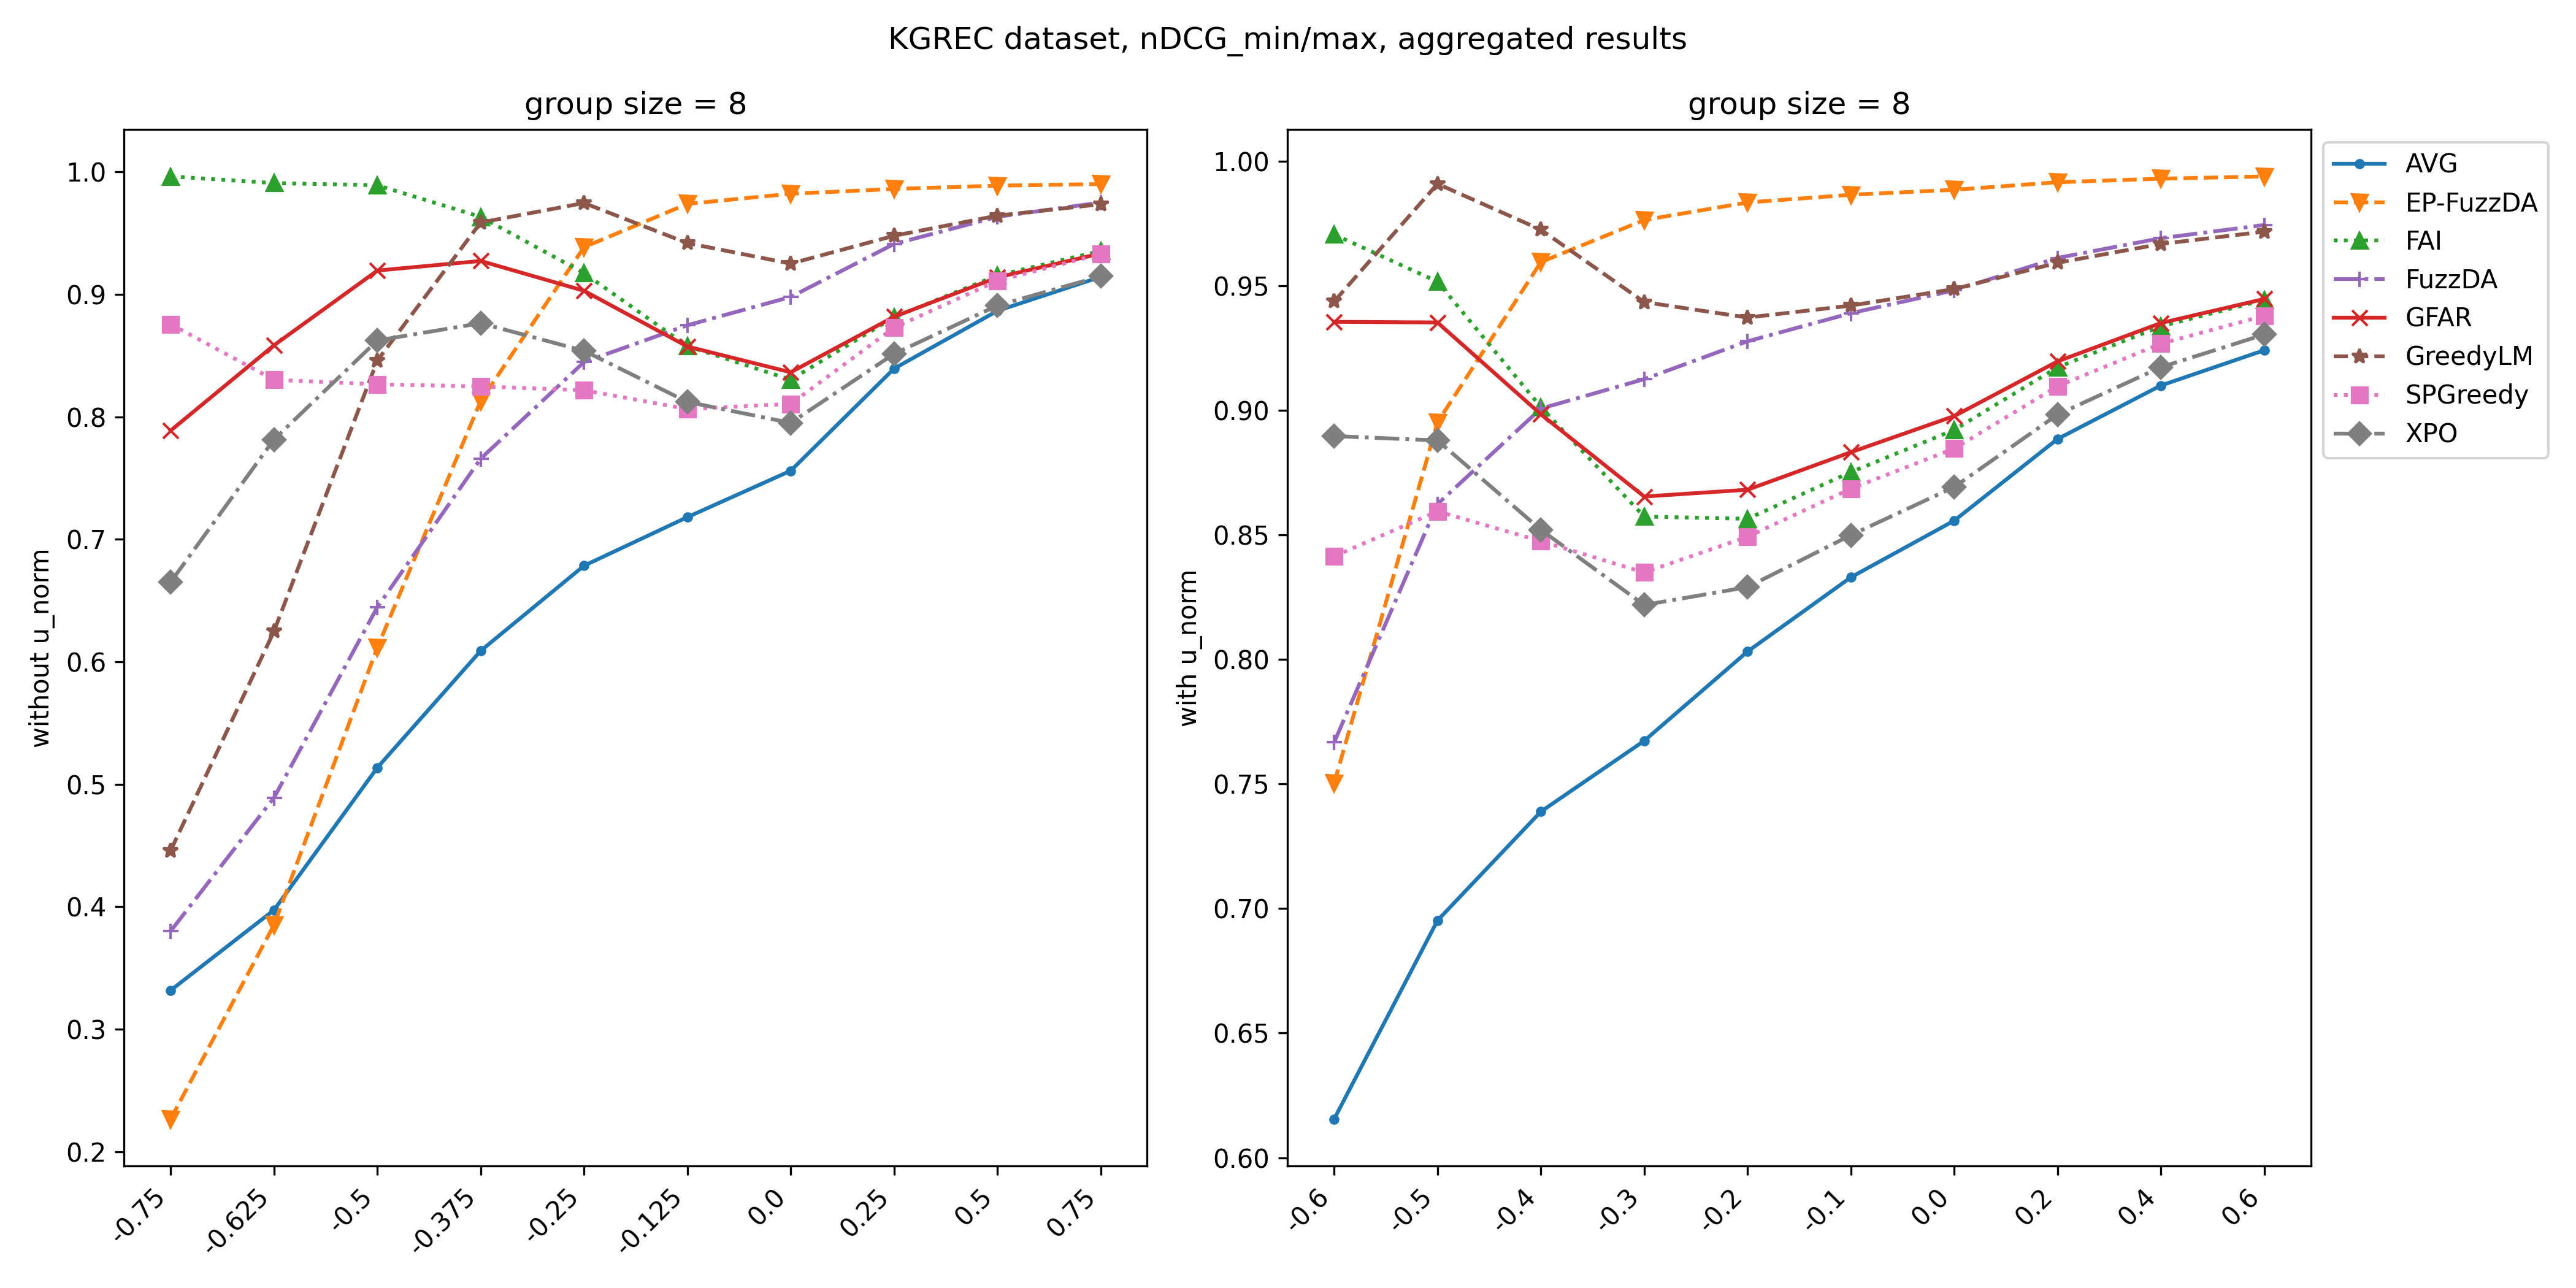 KGREC dataset, nDCG_min/max, aggregated results
group size = 8
without u_norm
1.0
0.9
0.8
0.7
0.6
0.5
0.4
0.3
0.2
-0.75
-0.625
-0.5
-0.375
-0.25
-0.125
0.0
0.25
0.5
0.75
group size = 8
with u_norm
1.00
0.95
0.90
0.85
0.80
0.75
0.70
0.65
0.60
-0.6
-0.5
-0.4
-0.3
-0.2
-0.1
0.0
0.2
0.4
0.6
AVG
EP-FuzzDA
FAI
FuzzDA
GFAR
GreedyLM
SPGreedy
XPO